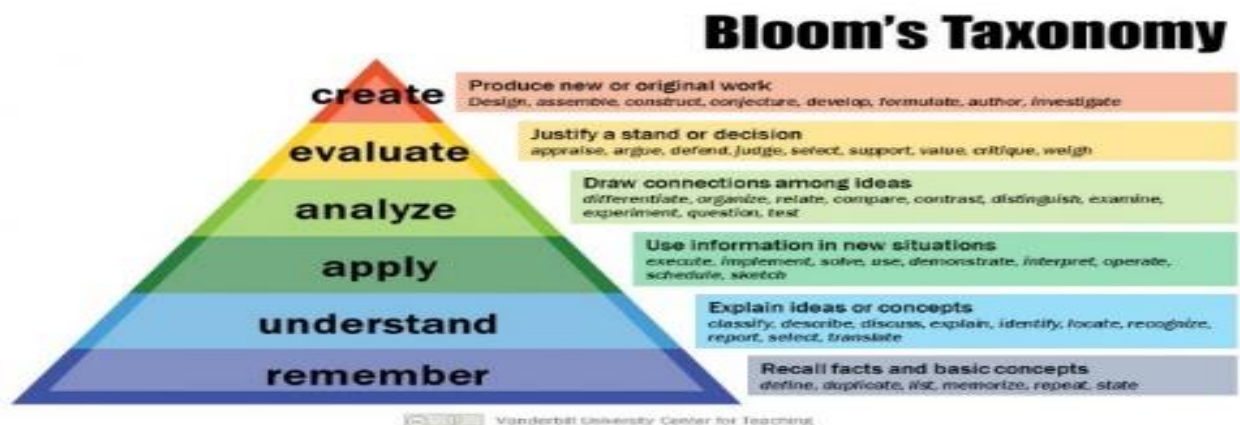 Bloom's Taxonomy
create
Produce new or original work
Design, assemble, construct, conjecture, develop, formulate, author, investigate
evaluate
Justify a stand or decision
appraise, argue, defend, judge, select, support, value, critique, weigh
analyze
Draw connections among ideas
differentiate, organize, relate, compare, contrast, distinguish, examine,
experiment, question, test
apply
Use information in new situations
execute, implement, solve, use, demonstrate, interpret, operate,
schedule, sketch
understand
Explain ideas or concepts
classify, describe, discuss, explain, identify, locate, recognize,
report, select, translate
remember
Recall facts and basic concepts
define, duplicate, list, memorize, repeat, state
Vanderbilt University Center for Teaching